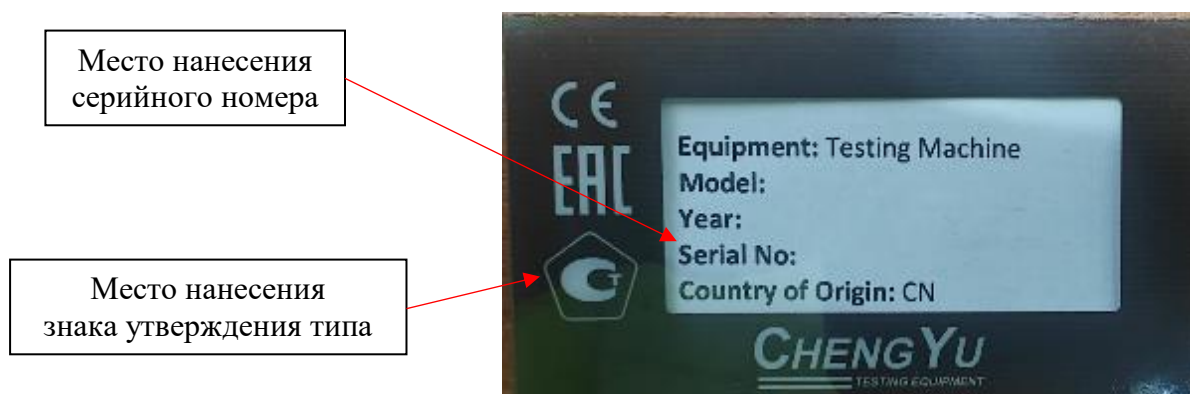 Место нанесения
серийного номера
CE
EAC
Equipment: Testing Machine
Model:
Year:
Serial No:
Country of Origin: CN
Ст
Место нанесения
знака утверждения типа
CHENGYU
TESTING EQUIPMENT